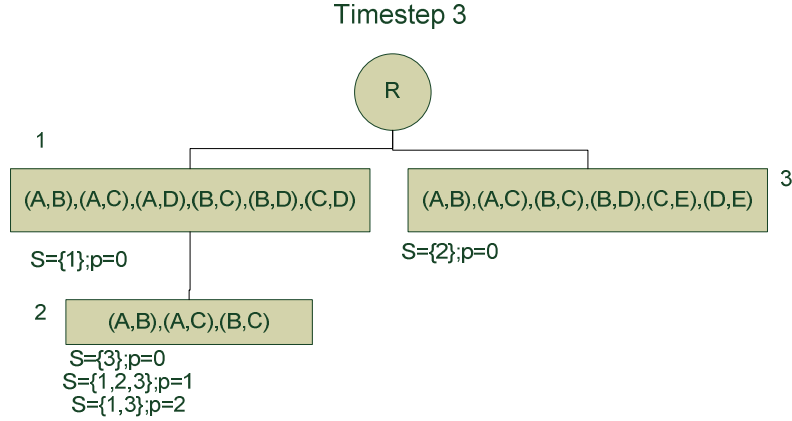 Timestep 3
R
1
(A,B),(A,C),(A,D),(B,C),(B,D),(C,D)
(A,B),(A,C),(B,C),(B,D),(C,E),(D,E)
3
S={1};p=0
S={2};p=0
2
(A,B),(A,C),(B,C)
S={3};p=0
S={1,2,3};p=1
S={1,3};p=2